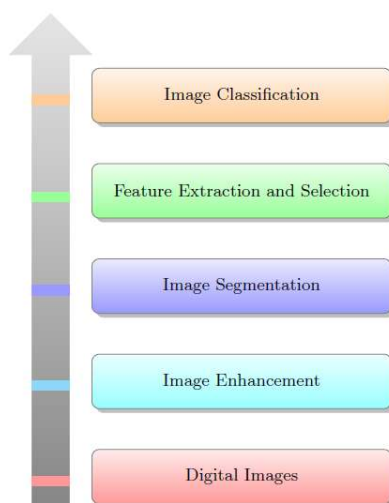 Image Classification
Feature Extraction and Selection
Image Segmentation
Image Enhancement
Digital Images